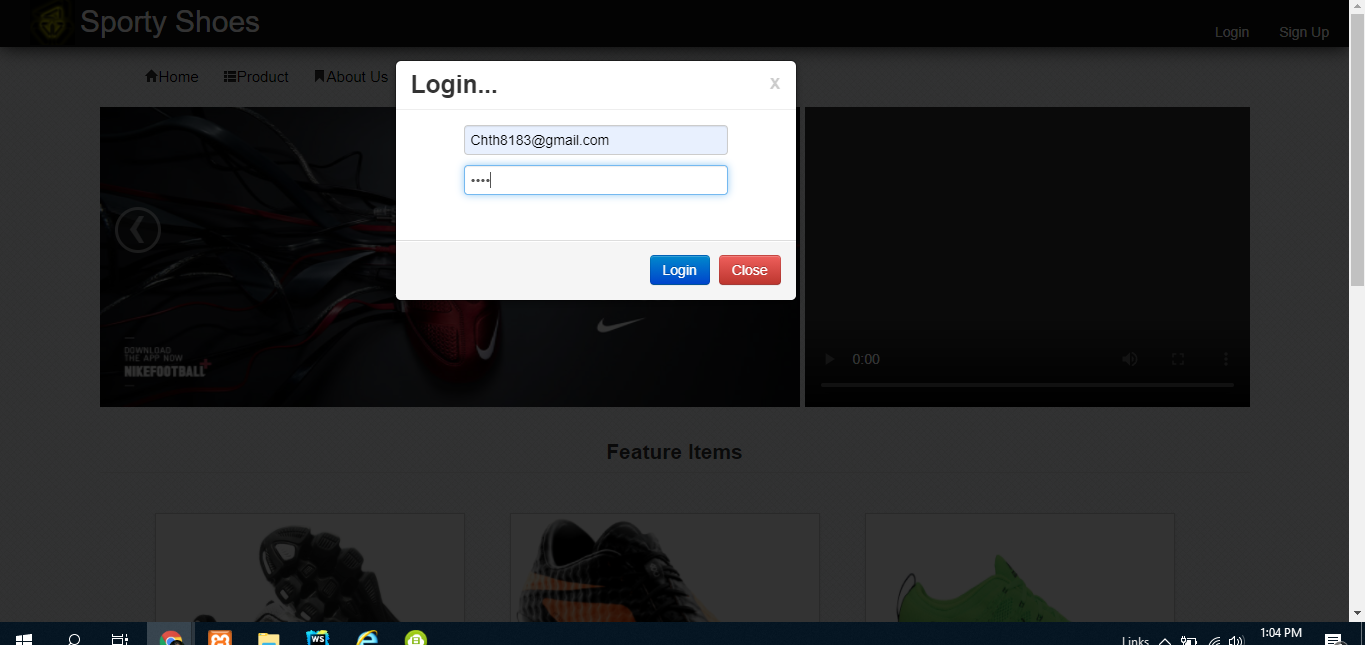 Sporty Shoes
Login Sign Up
Home Product About Us
Login...
x
Chth8183@gmail.com
••••
Login Close
DOWNLOAD
THE APP NOW
NIKEFOOTBALL+
0:00
Feature Items
WS
Links
1:04 PM